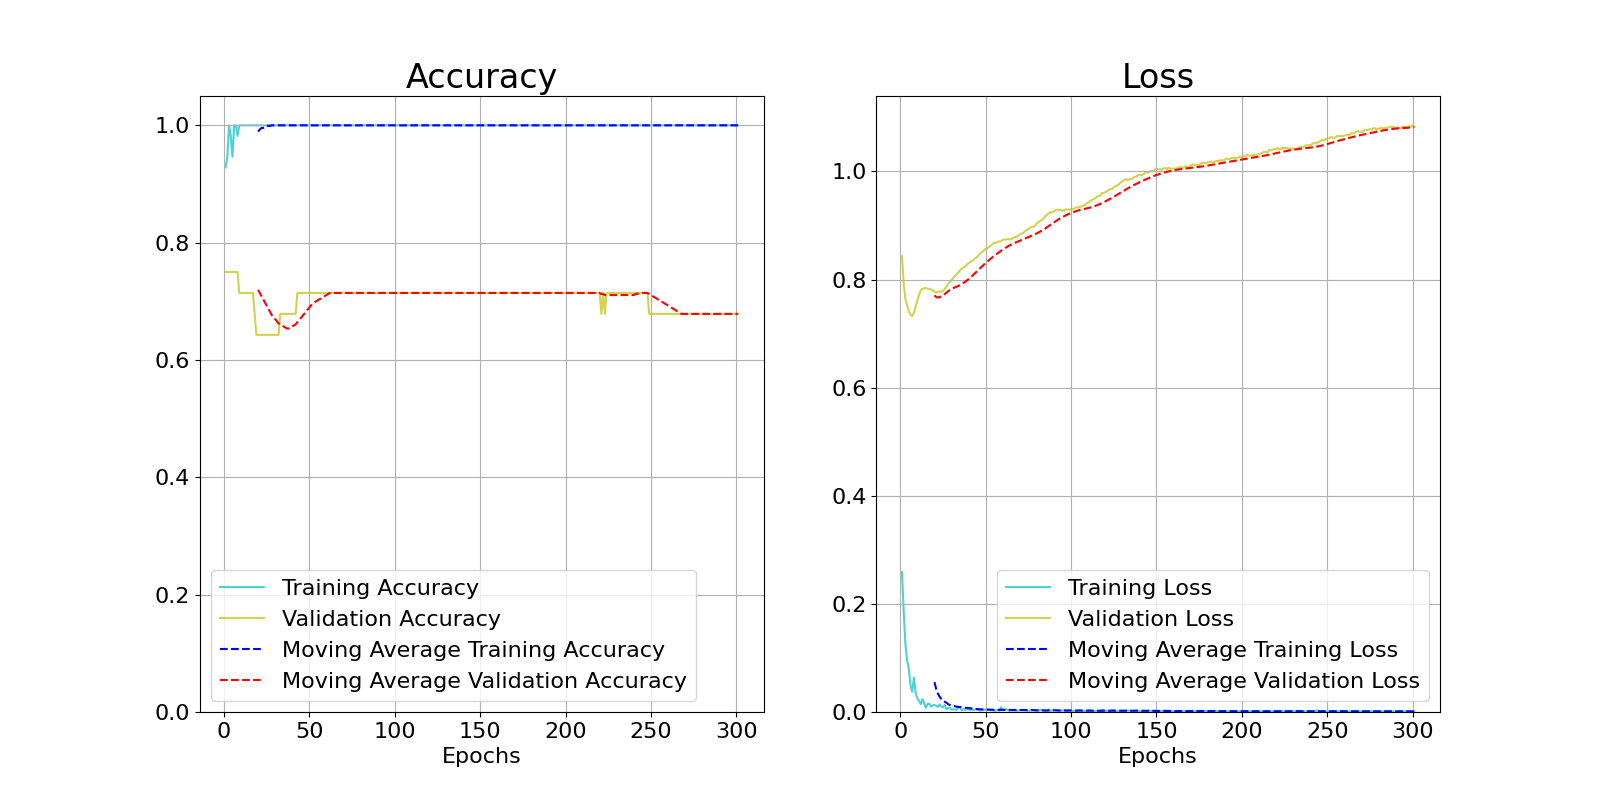 Accuracy
1.0
0.8
0.6
0.4
0.2
0.0
Training Accuracy
Validation Accuracy
Moving Average Training Accuracy
Moving Average Validation Accuracy
0 50 100 150 200 250 300
Epochs
Loss
1.0
0.8
0.6
0.4
0.2
0.0
Training Loss
Validation Loss
Moving Average Training Loss
Moving Average Validation Loss
0 50 100 150 200 250 300
Epochs